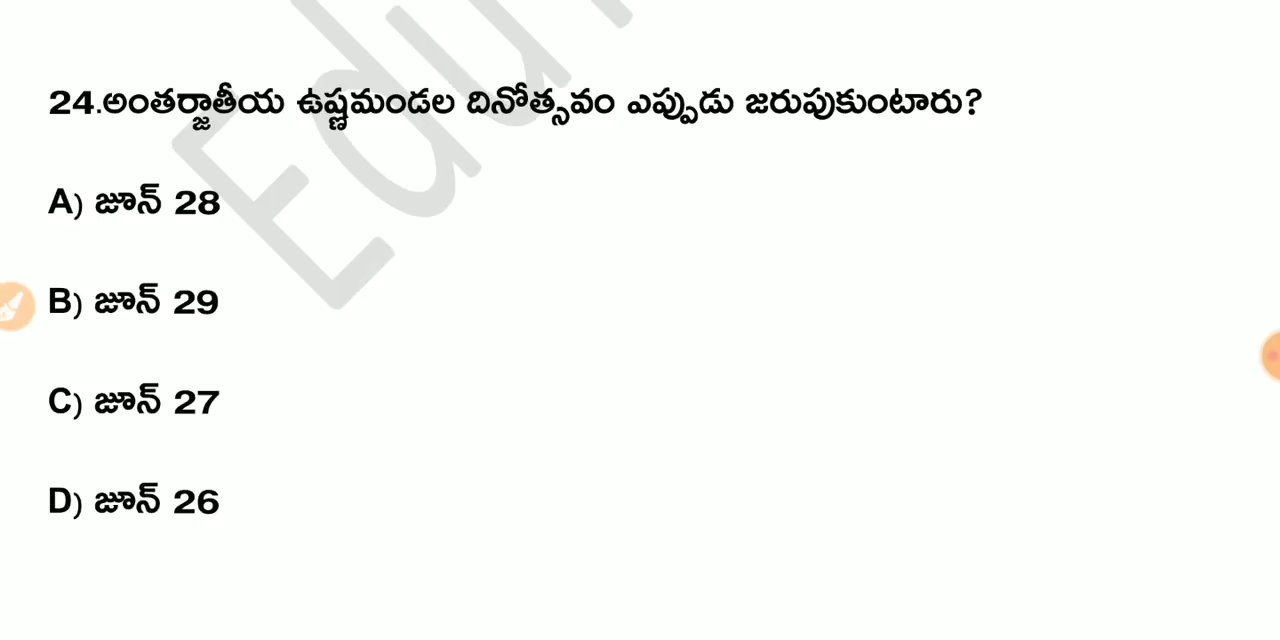 24.అంతర్జాతీయ ఉష్ణమండల దినోత్సవం ఎప్పుడు జరుపుకుంటారు?
A) జూన్ 28
B) జూన్ 29
C) జూన్ 27
D) జూన్ 26